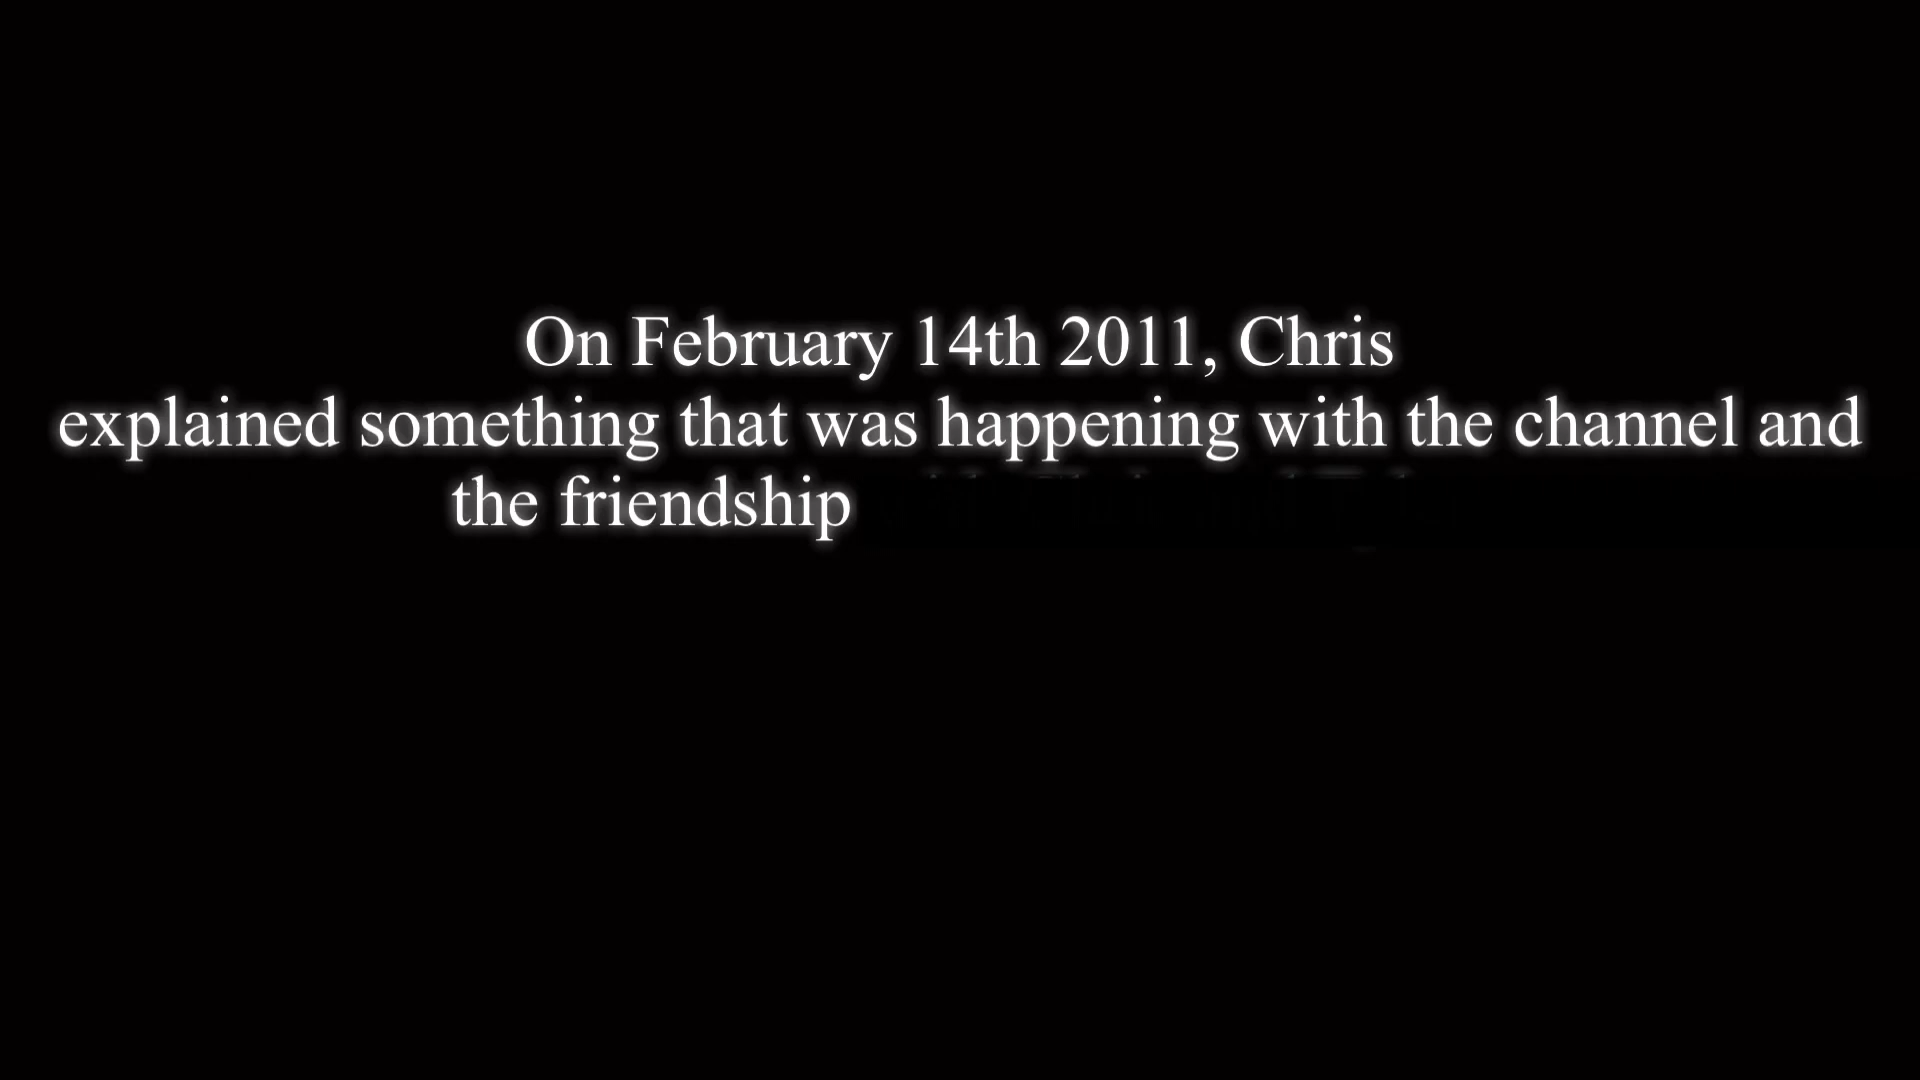 On February 14th 2011, Chris
explained something that was happening with the channel and
the friendship